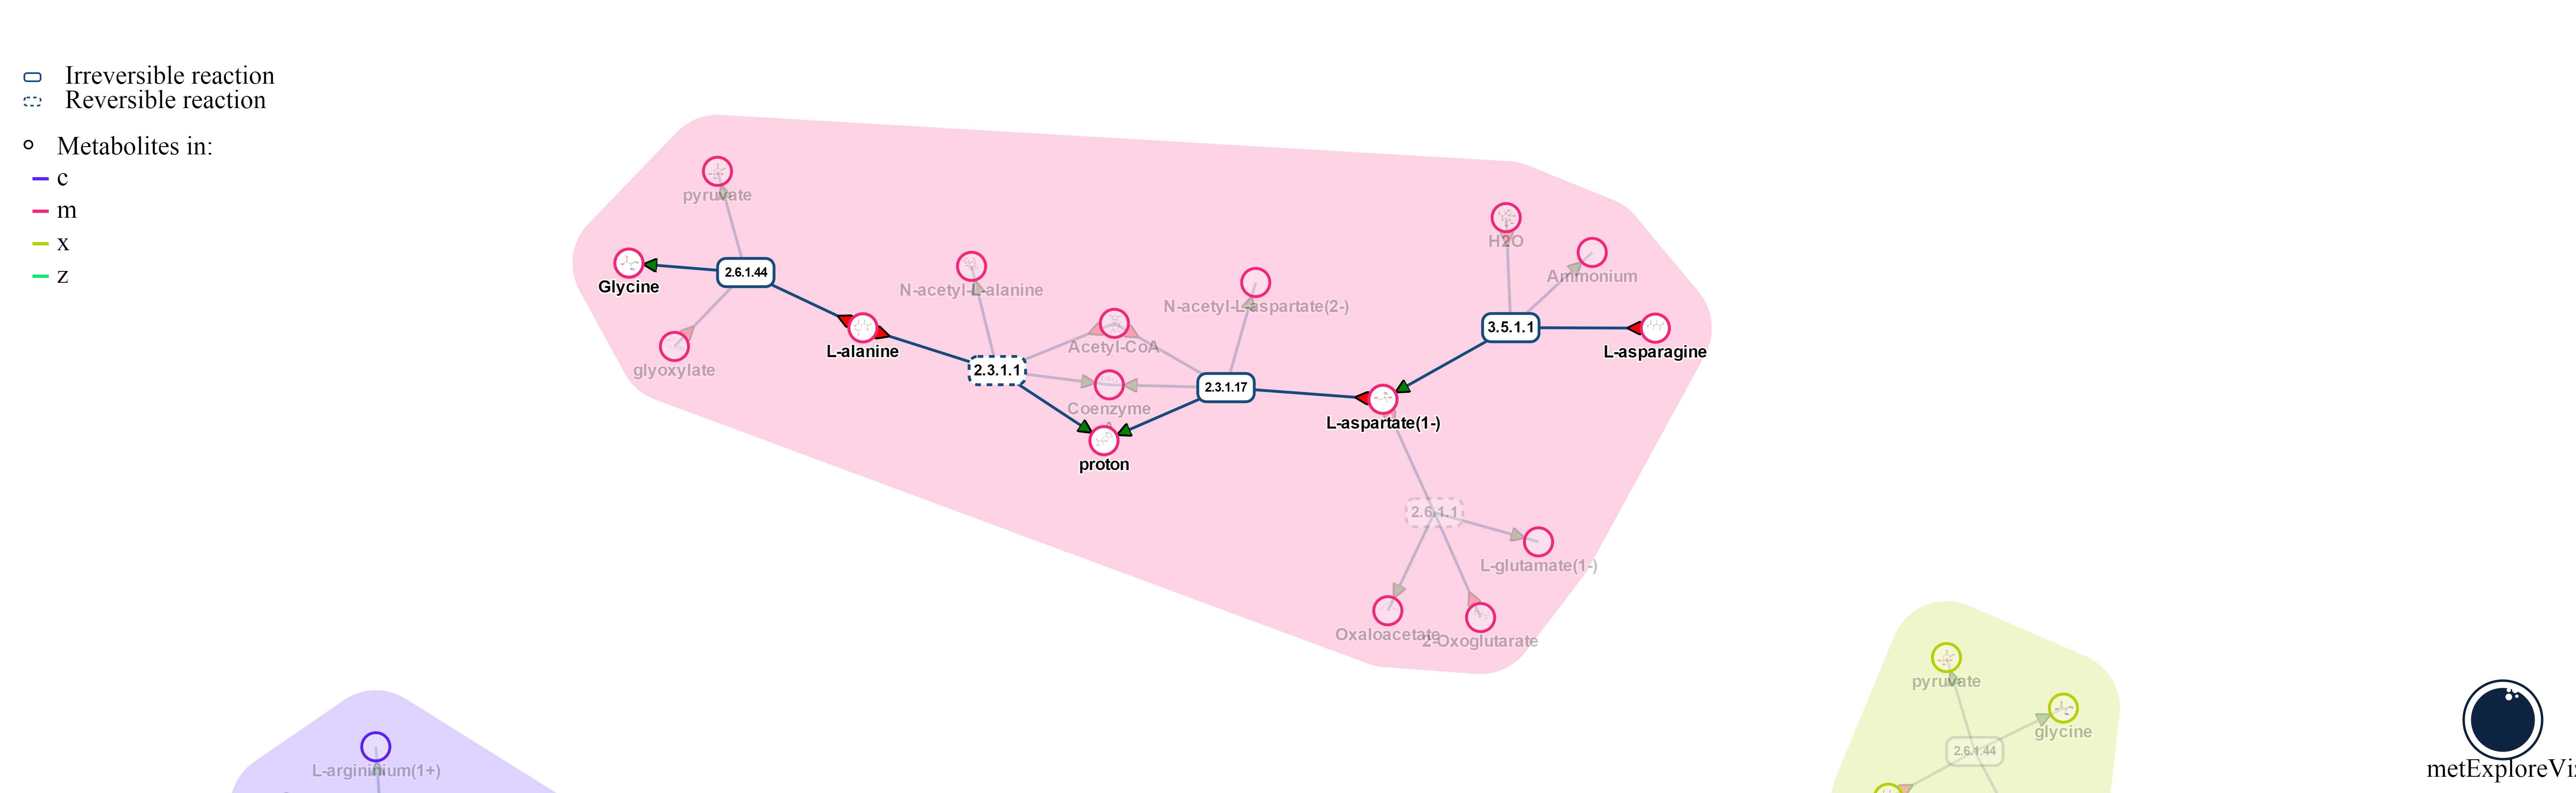 Irreversible reaction
Reversible reaction
Metabolites in:
c
m
x
z
pyruvate
2.6.1.44
Glycine
glyoxylate
L-alanine
N-acetyl-L-alanine
2.3.1.1
Acetyl-CoA
Coenzyme
A
proton
N-acetyl-L-aspartate(2-)
2.3.1.17
L-aspartate(1-)
H2O
Ammonium
3.5.1.1
L-asparagine
2.6.1.1
L-glutamate(1-)
Oxaloacetate
2-Oxoglutarate
L-argininium(1+)
pyruvate
glycine
2.6.1.44
metExploreVi